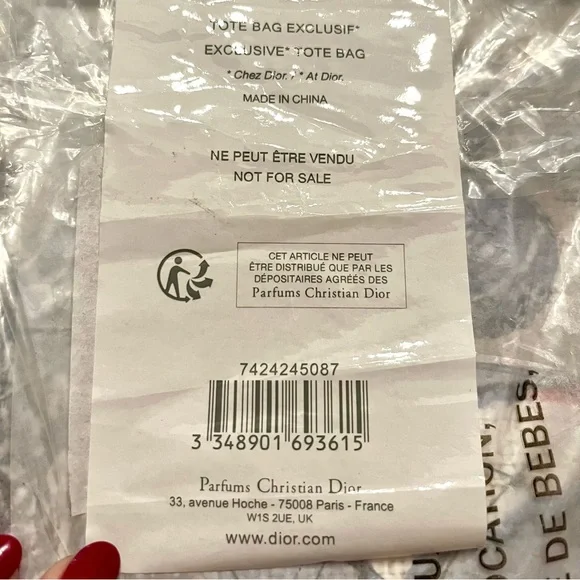 TOTE BAG EXCLUSIF*
EXCLUSIVE* TOTE BAG
* Chez Dior. / * At Dior.
MADE IN CHINA
NE PEUT ÊTRE VENDU
NOT FOR SALE
CET ARTICLE NE PEUT
ÊTRE DISTRIBUÉ QUE PAR LES
DÉPOSITAIRES AGRÉÉS DES
Parfums Christian Dior
7424245087
3 348901 693615
Parfums Christian Dior
33, avenue Hoche - 75008 Paris - France
W1S 2UE, UK
www.dior.com
DE BEBES,